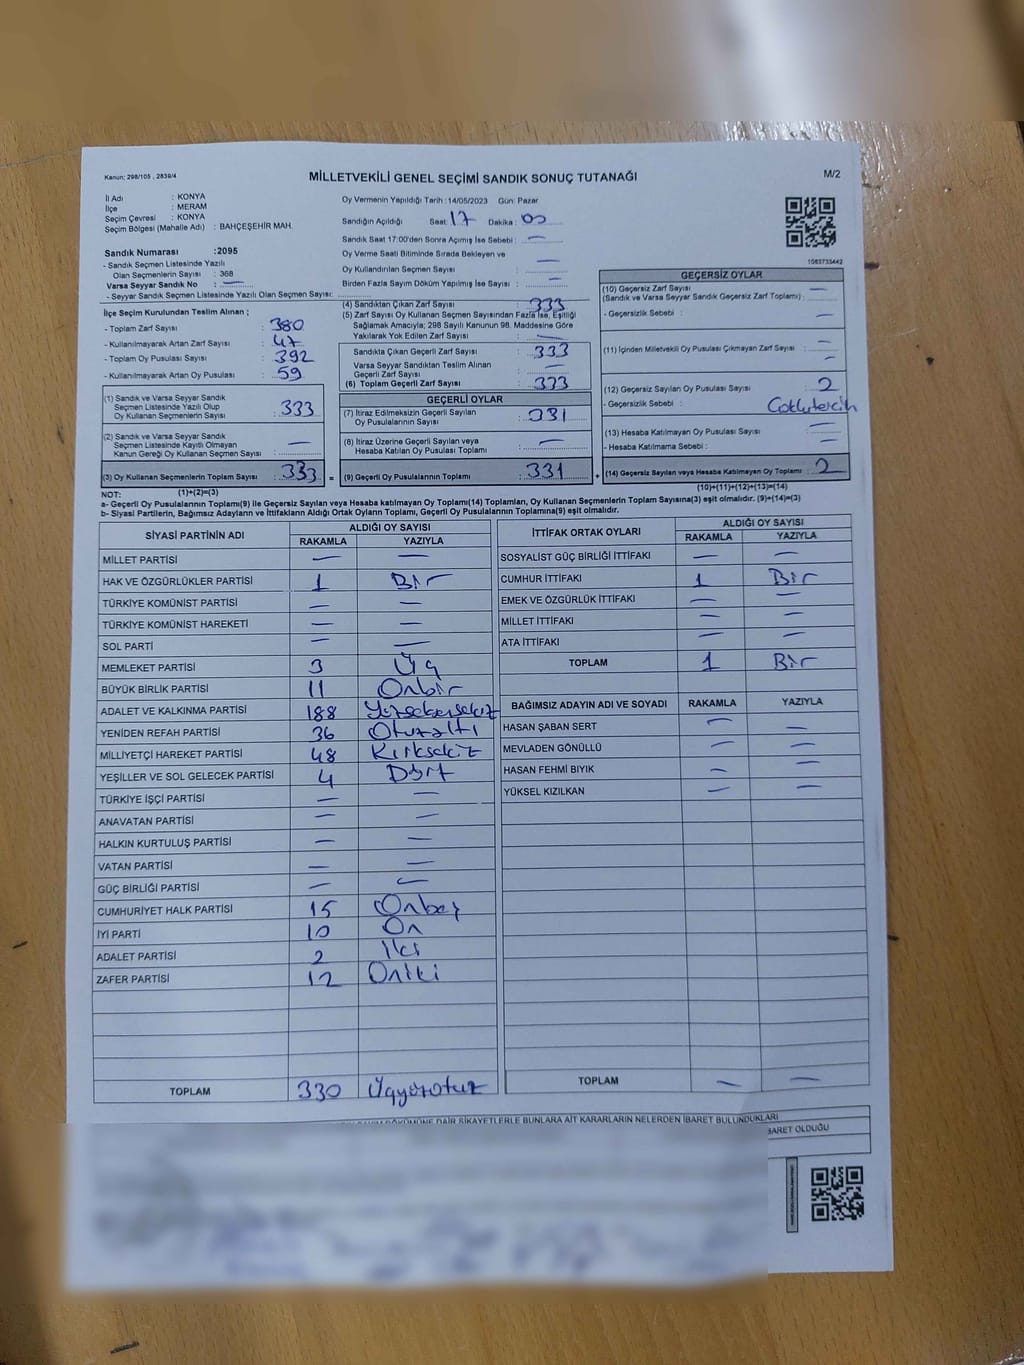 Kanun; 298/105 , 2839/4
MİLLETVEKİLİ GENEL SEÇİMİ SANDIK SONUÇ TUTANAĞI
M/2
İl Adı : KONYA
İlçe : MERAM
Seçim Çevresi : KONYA
Seçim Bölgesi (Mahalle Adı) : BAHÇEŞEHİR MAH.
Sandık Numarası :2095
- Sandık Seçmen Listesinde Yazılı
Olan Seçmenlerin Sayısı : 368
Varsa Seyyar Sandık No : —
- Seyyar Sandık Seçmen Listesinde Yazılı Olan Seçmen Sayısı:
İlçe Seçim Kurulundan Teslim Alınan ;
- Toplam Zarf Sayısı : 380
- Kullanılmayarak Artan Zarf Sayısı : 47
- Toplam Oy Pusulası Sayısı : 392
- Kullanılmayarak Artan Oy Pusulası : 59
(1) Sandık ve Varsa Seyyar Sandık
Seçmen Listesinde Yazılı Olup
Oy Kullanan Seçmenlerin Sayısı : 333
(2) Sandık ve Varsa Seyyar Sandık
Seçmen Listesinde Kayıtlı Olmayan
Kanun Gereği Oy Kullanan Seçmen Sayısı : —
(3) Oy Kullanan Seçmenlerin Toplam Sayısı : 333 =
Oy Vermenin Yapıldığı Tarih :14/05/2023 Gün: Pazar
Sandığın Açıldığı Saat: 17 Dakika : 00
Sandık Saat 17:00'den Sonra Açımış İse Sebebi : —
Oy Verme Saati Bitiminde Sırada Bekleyen ve
Oy Kullandırılan Seçmen Sayısı : —
Birden Fazla Sayım Döküm Yapılmış İse Sayısı : —
(4) Sandıktan Çıkan Zarf Sayısı : 333
(5) Zarf Sayısı Oy Kullanan Seçmen Sayısından Fazla İse, Eşitliği
Sağlamak Amacıyla; 298 Sayılı Kanunun 98. Maddesine Göre
Yakılarak Yok Edilen Zarf Sayısı : —
Sandıkta Çıkan Geçerli Zarf Sayısı : 333
Varsa Seyyar Sandıktan Teslim Alınan
Geçerli Zarf Sayısı : —
(6) Toplam Geçerli Zarf Sayısı : 333
GEÇERLİ OYLAR
(7) İtiraz Edilmeksizin Geçerli Sayılan
Oy Pusulalarının Sayısı : 331
(8) İtiraz Üzerine Geçerli Sayılan veya
Hesaba Katılan Oy Pusulası Toplamı : —
(9) Geçerli Oy Pusulalarının Toplamı : 331 +
1083733442
GEÇERSİZ OYLAR
(10) Geçersiz Zarf Sayısı : —
(Sandık ve Varsa Seyyar Sandık Geçersiz Zarf Toplamı) :
- Geçersizlik Sebebi : —
(11) İçinden Milletvekili Oy Pusulası Çıkmayan Zarf Sayısı : —
(12) Geçersiz Sayılan Oy Pusulası Sayısı : 2
- Geçersizlik Sebebi : Çoklutercih
(13) Hesaba Katılmayan Oy Pusulası Sayısı : —
- Hesaba Katılmama Sebebi : —
(14) Geçersiz Sayılan veya Hesaba Katılmayan Oy Toplamı : 2
NOT: (1)+(2)=(3)
(10)+(11)+(12)+(13)=(14)
a- Geçerli Oy Pusulalarının Toplamı(9) ile Geçersiz Sayılan veya Hesaba katılmayan Oy Toplamı(14) Toplamları, Oy Kullanan Seçmenlerin Toplam Sayısına(3) eşit olmalıdır. (9)+(14)=(3)
b- Siyasi Partilerin, Bağımsız Adayların ve İttifakların Aldığı Ortak Oyların Toplamı, Geçerli Oy Pusulalarının Toplamına(9) eşit olmalıdır.
SİYASİ PARTİNİN ADI ALDIĞI OY SAYISI
RAKAMLA YAZIYLA
MİLLET PARTİSİ — —
HAK VE ÖZGÜRLÜKLER PARTİSİ 1 Bir
TÜRKİYE KOMÜNİST PARTİSİ — —
TÜRKİYE KOMÜNİST HAREKETİ — —
SOL PARTİ — —
MEMLEKET PARTİSİ 3 Üç
BÜYÜK BİRLİK PARTİSİ 11 Onbir
ADALET VE KALKINMA PARTİSİ 188 Yüzseksensekiz
YENİDEN REFAH PARTİSİ 36 Otuzaltı
MİLLİYETÇİ HAREKET PARTİSİ 48 Kırksekiz
YEŞİLLER VE SOL GELECEK PARTİSİ 4 Dört
TÜRKİYE İŞÇİ PARTİSİ — —
ANAVATAN PARTİSİ — —
HALKIN KURTULUŞ PARTİSİ — —
VATAN PARTİSİ — —
GÜÇ BİRLİĞİ PARTİSİ — —
CUMHURİYET HALK PARTİSİ 15 Onbeş
İYİ PARTİ 10 On
ADALET PARTİSİ 2 İki
ZAFER PARTİSİ 12 Oniki
TOPLAM 330 Üçyüzotuz
İTTİFAK ORTAK OYLARI ALDIĞI OY SAYISI
RAKAMLA YAZIYLA
SOSYALİST GÜÇ BİRLİĞİ İTTİFAKI — —
CUMHUR İTTİFAKI 1 Bir
EMEK VE ÖZGÜRLÜK İTTİFAKI — —
MİLLET İTTİFAKI — —
ATA İTTİFAKI — —
TOPLAM 1 Bir
BAĞIMSIZ ADAYIN ADI VE SOYADI RAKAMLA YAZIYLA
HASAN ŞABAN SERT — —
MEVLADEN GÖNÜLLÜ — —
HASAN FEHMİ BIYIK — —
YÜKSEL KIZILKAN — —
TOPLAM — —
DÖKÜMÜNE DAİR ŞİKAYETLERLE BUNLARA AİT KARARLARIN NELERDEN İBARET BULUNDUKLARI
BARET OLDUĞU